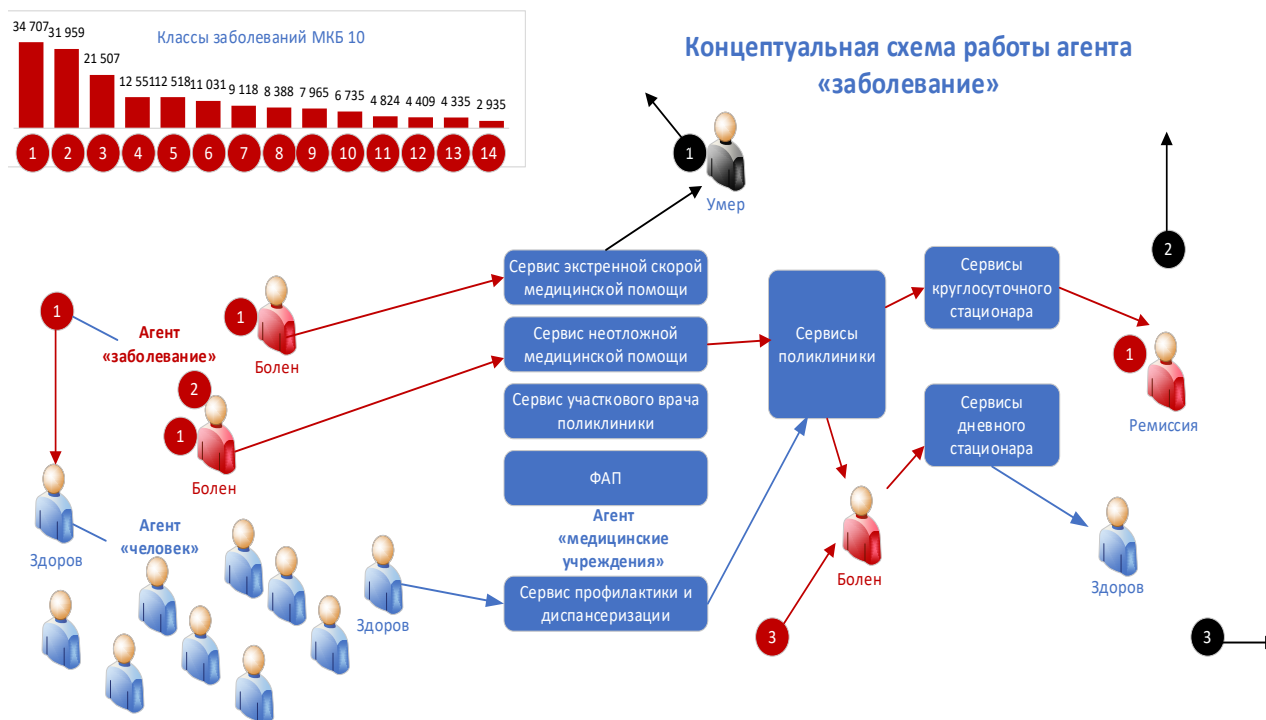 34 707
31 959
21 507
12 551
12 518
11 031
9 118
8 388
7 965
6 735
4 824
4 409
4 335
2 935
Классы заболеваний МКБ 10
1
2
3
4
5
6
7
8
9
10
11
12
13
14
Концептуальная схема работы агента
«заболевание»
1
Умер
2
1
Агент
«заболевание»
1
Болен
2
1
Болен
Сервис экстренной скорой
медицинской помощи
Сервис неотложной
медицинской помощи
Сервис участкового врача
поликлиники
ФАП
Агент
«медицинские
учреждения»
Сервис профилактики и
диспансеризации
Сервисы
поликлиники
Сервисы
круглосуточного
стационара
1
Ремиссия
Сервисы
дневного
стационара
Здоров
Агент
«человек»
Здоров
Болен
3
Здоров
3